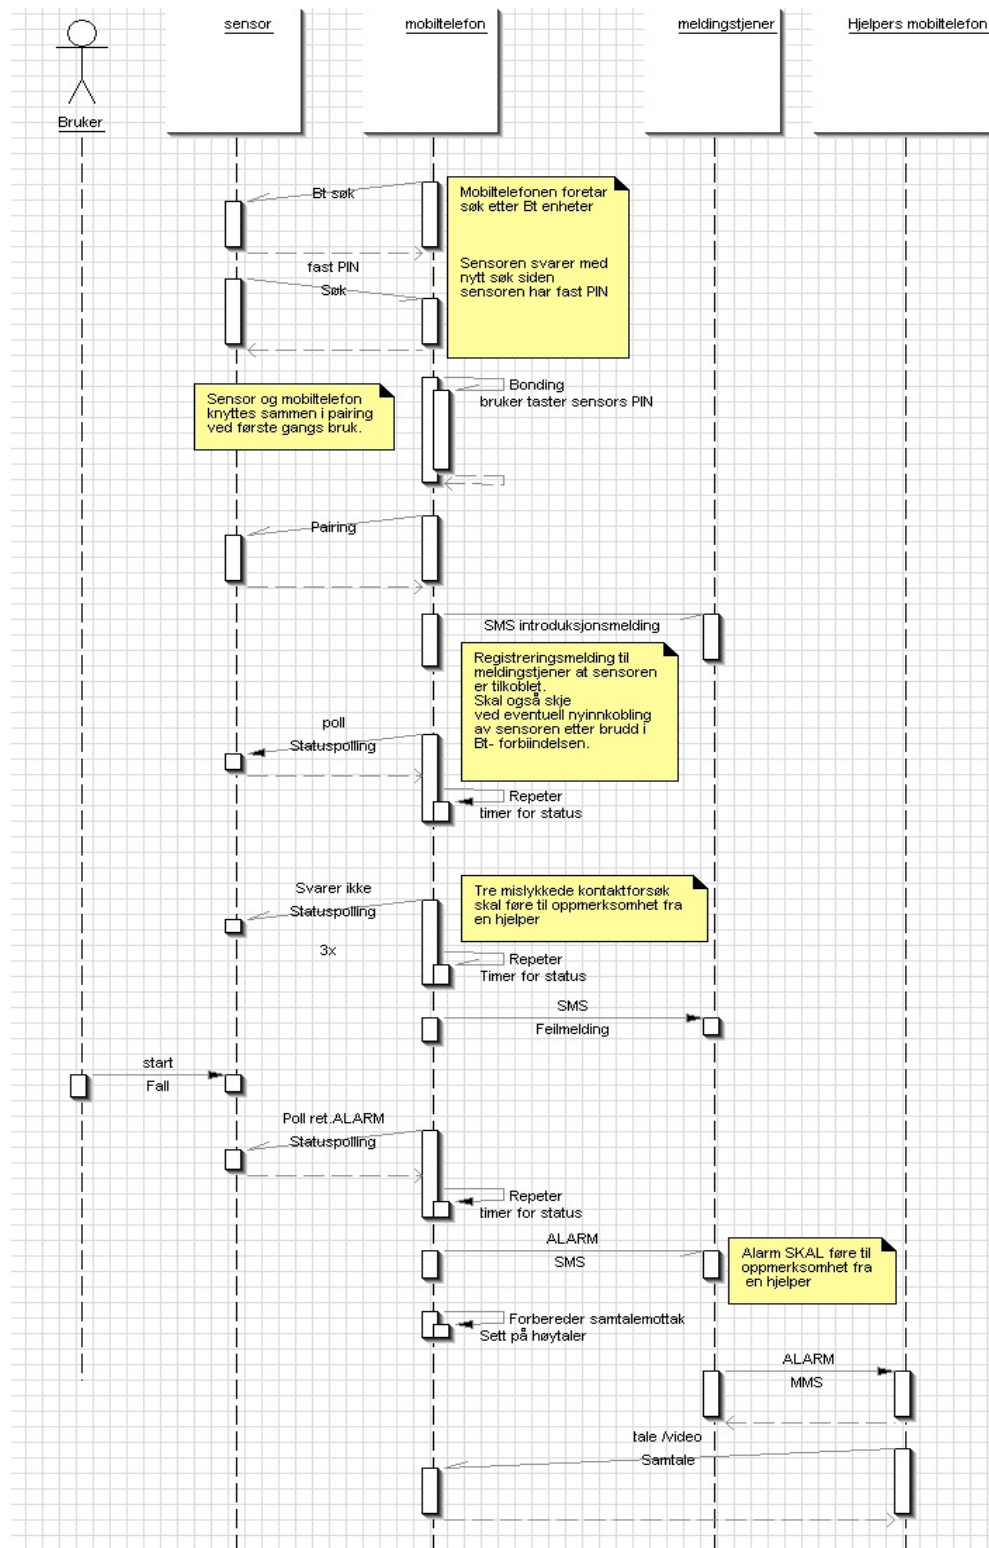 sensor
mobiltelefon
meldingstjener
Hjelpers mobiltelefon
Bruker
Bt søk
Mobiltelefonen foretar
søk etter Bt enheter
Sensoren svarer med
nytt søk siden
sensoren har fast PIN
fast PIN
Søk
Bonding
bruker taster sensors PIN
Sensor og mobiltelefon
knyttes sammen i pairing
ved første gangs bruk.
Pairing
SMS introduksjonsmelding
Registreringsmelding til
meldingstjener at sensoren
er tilkoblet.
Skal også skje
ved eventuell nyinnkobling
av sensoren etter brudd i
Bt- forbiindelsen.
poll
Statuspolling
Repeter
timer for status
Svarer ikke
Statuspolling
3x
Tre mislykkede kontaktforsøk
skal føre til oppmerksomhet fra
en hjelper
Repeter
Timer for status
SMS
Feilmelding
start
Fall
Poll ret.ALARM
Statuspolling
Repeter
timer for status
ALARM
SMS
Alarm SKAL føre til
oppmerksomhet fra
en hjelper
Forbereder samtalemottak
Sett på høytaler
ALARM
MMS
tale /video
Samtale